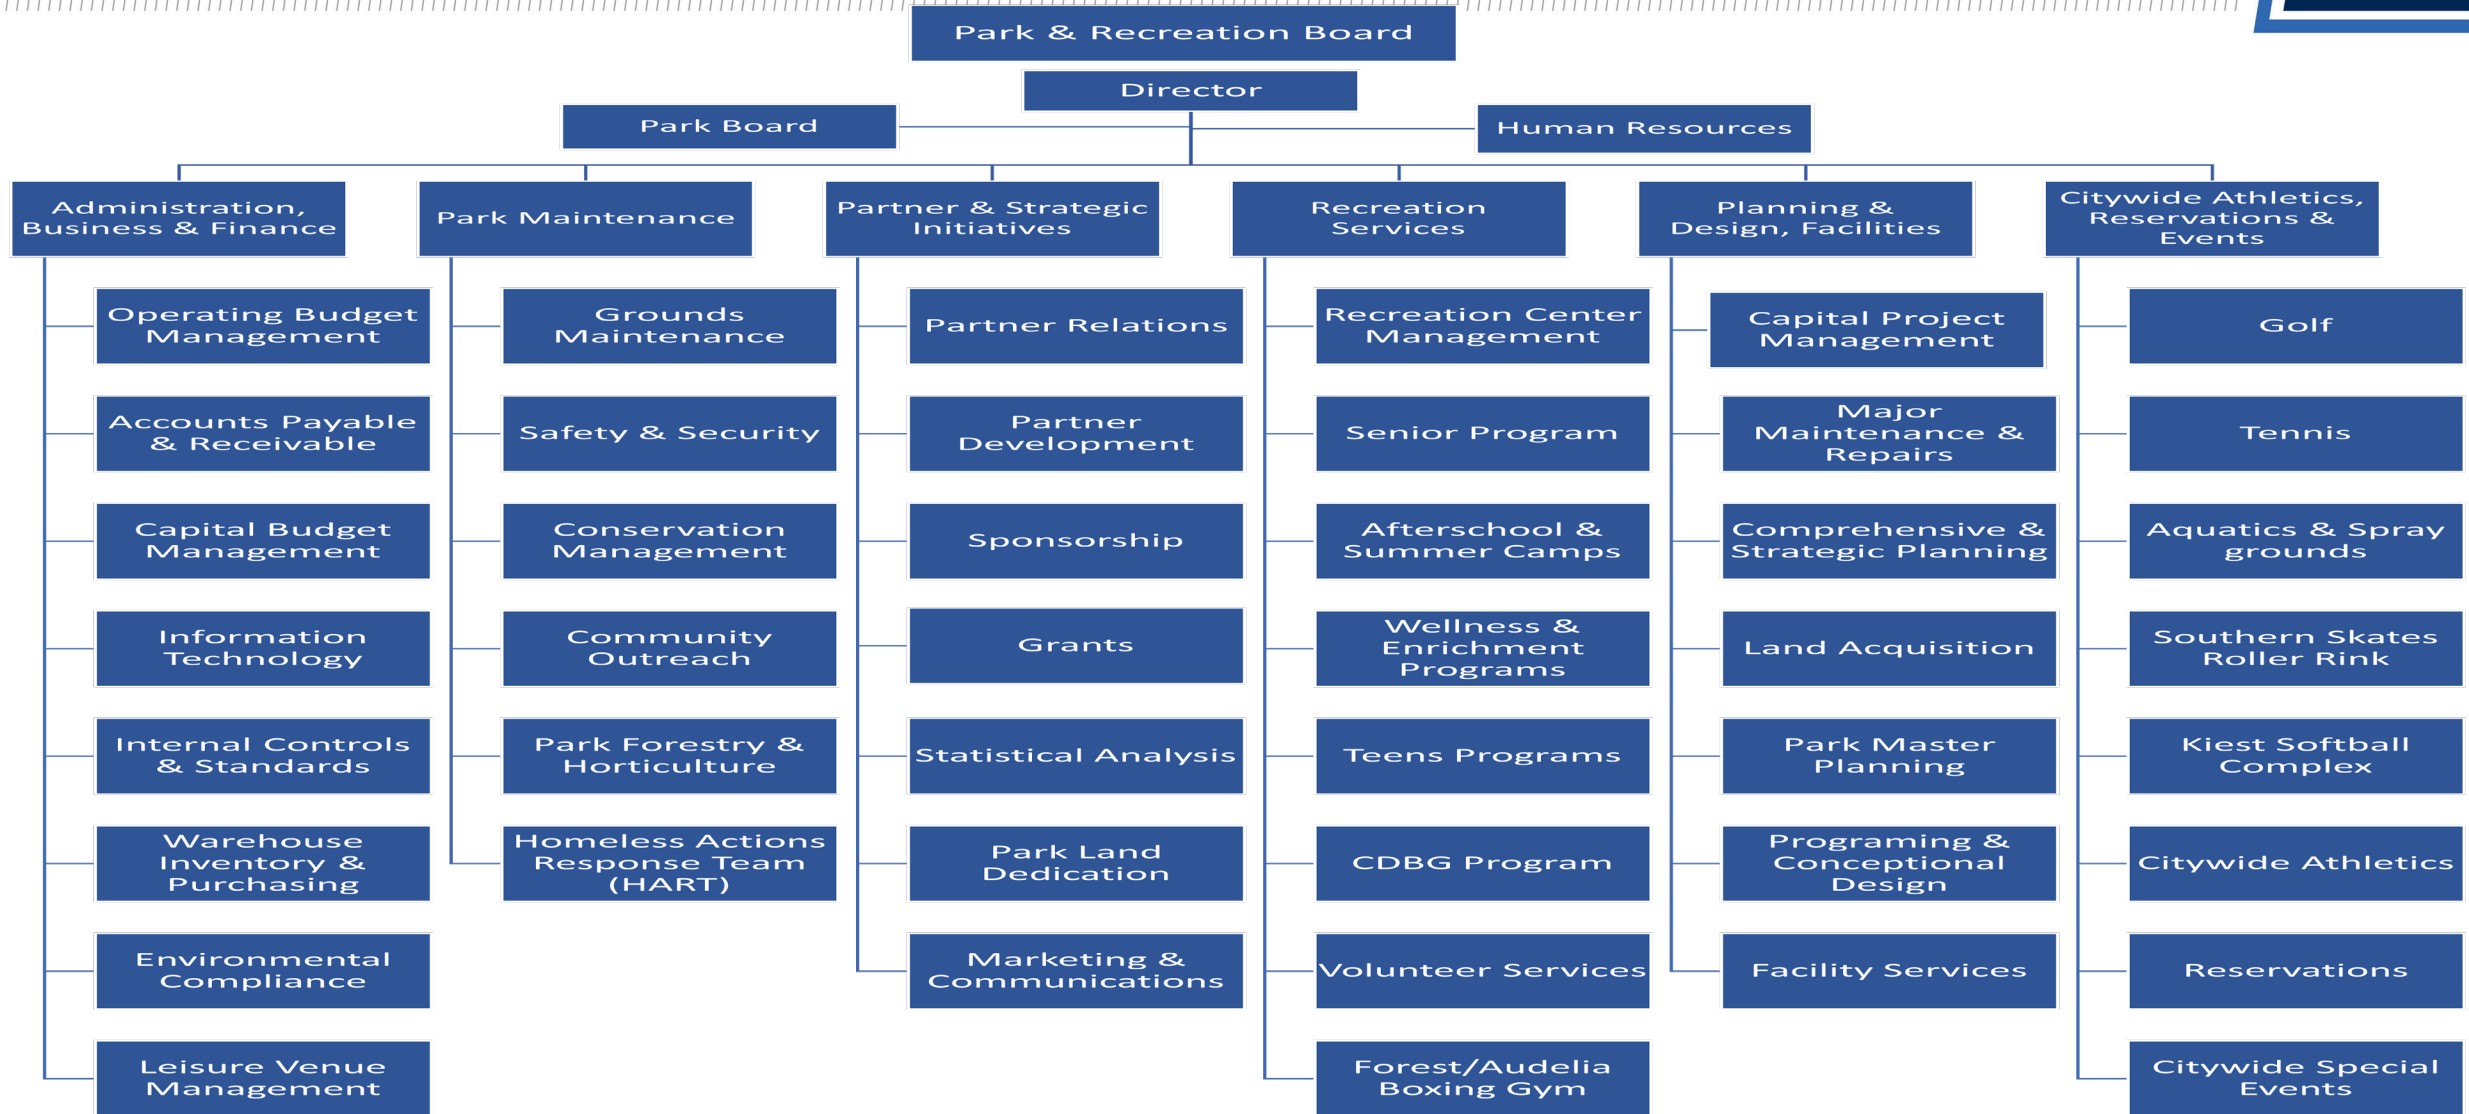 Park & Recreation Board
Director
Park Board
Human Resources
Administration,
Business & Finance
Operating Budget
Management
Accounts Payable
& Receivable
Capital Budget
Management
Information
Technology
Internal Controls
& Standards
Warehouse
Inventory &
Purchasing
Environmental
Compliance
Leisure Venue
Management
Park Maintenance
Grounds
Maintenance
Safety & Security
Conservation
Management
Community
Outreach
Park Forestry &
Horticulture
Homeless Actions
Response Team
(HART)
Partner & Strategic
Initiatives
Partner Relations
Partner
Development
Sponsorship
Grants
Statistical Analysis
Park Land
Dedication
Marketing &
Communications
Recreation
Services
Recreation Center
Management
Senior Program
Afterschool &
Summer Camps
Wellness &
Enrichment
Programs
Teens Programs
CDBG Program
Volunteer Services
Forest/Audelia
Boxing Gym
Planning &
Design, Facilities
Capital Project
Management
Major
Maintenance &
Repairs
Comprehensive &
Strategic Planning
Land Acquisition
Park Master
Planning
Programing &
Conceptional
Design
Facility Services
Citywide Athletics,
Reservations &
Events
Golf
Tennis
Aquatics & Spray
grounds
Southern Skates
Roller Rink
Kiest Softball
Complex
Citywide Athletics
Reservations
Citywide Special
Events